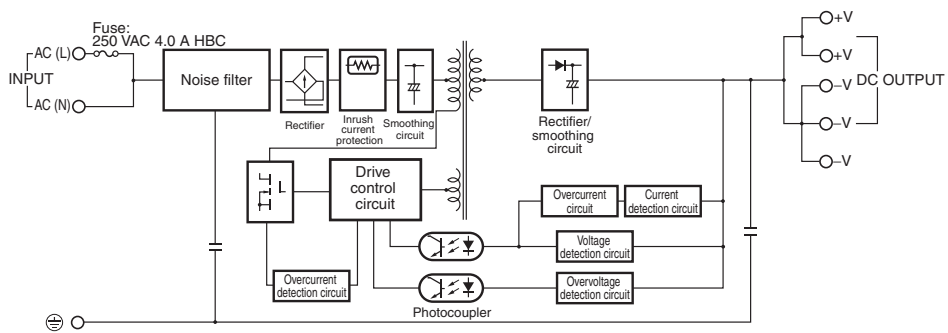 Fuse:
250 VAC 4.0 A HBC
AC (L)
INPUT
AC (N)
Noise filter
Rectifier
Inrush
current
protection
Smoothing
circuit
Rectifier/
smoothing
circuit
+V
+V
DC OUTPUT
–V
–V
–V
Drive
control
circuit
Overcurrent
detection circuit
Overcurrent
circuit
Current
detection circuit
Voltage
detection circuit
Overvoltage
detection circuit
Photocoupler